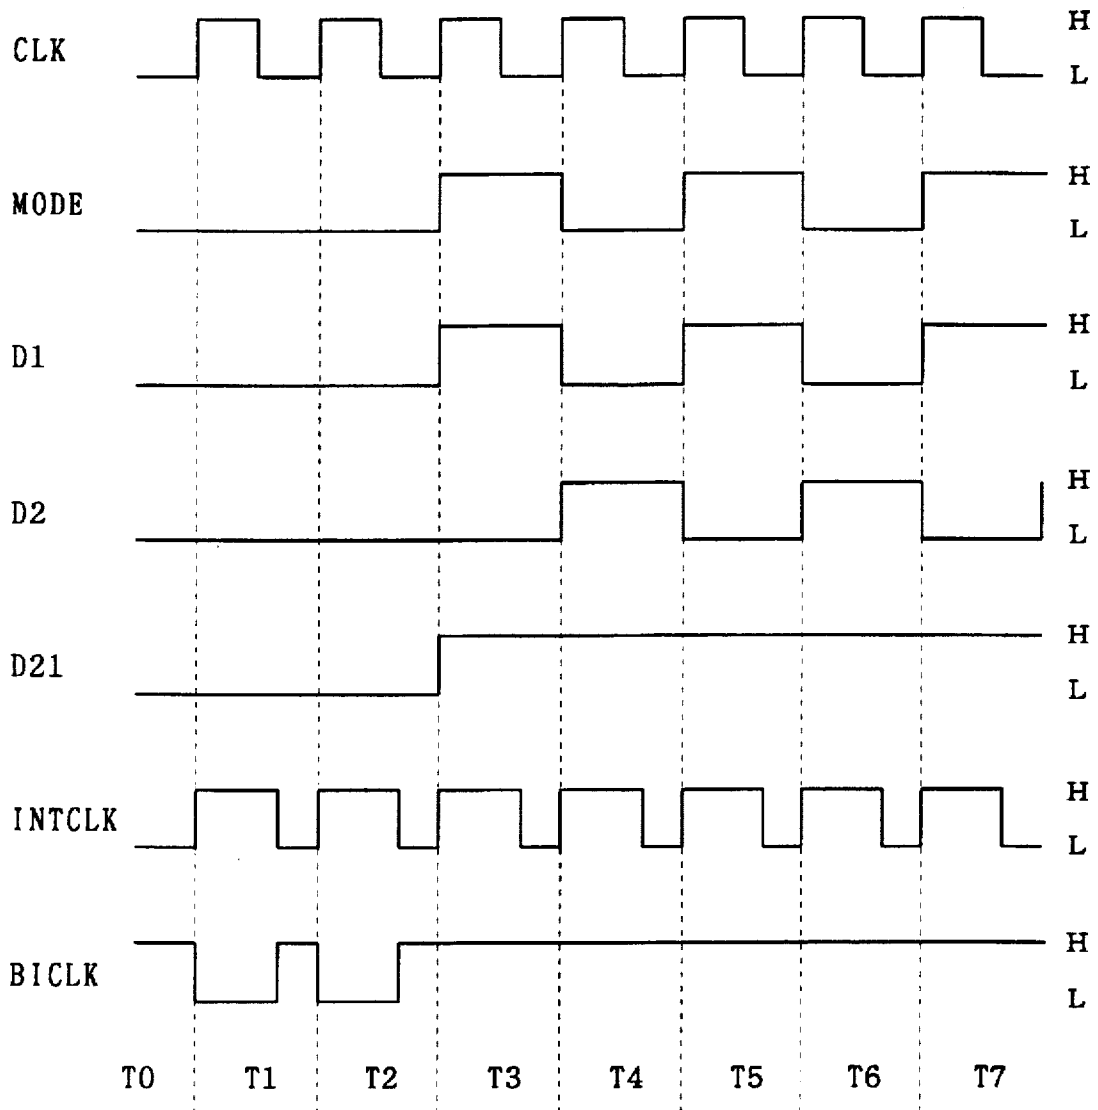 CLK H
L
MODE H
L
D1 H
L
D2 H
L
D21 H
L
INTCLK H
L
BICLK H
L
T0 T1 T2 T3 T4 T5 T6 T7